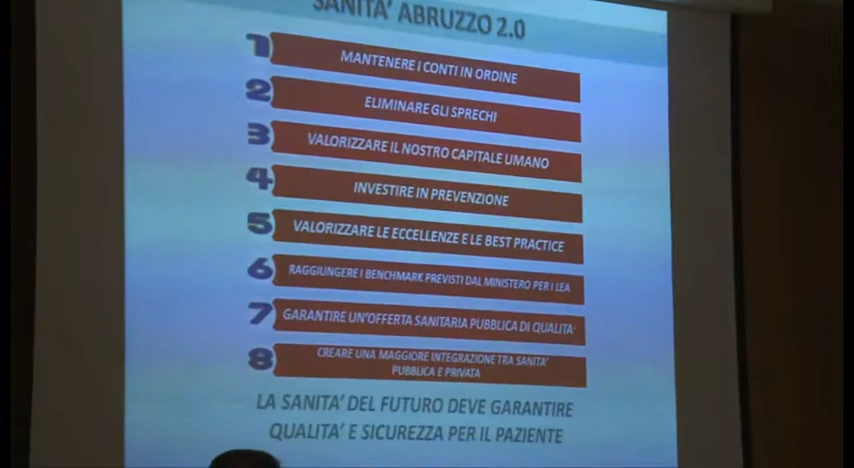 SANITA' ABRUZZO 2.0
1 MANTENERE I CONTI IN ORDINE
2 ELIMINARE GLI SPRECHI
3 VALORIZZARE IL NOSTRO CAPITALE UMANO
4 INVESTIRE IN PREVENZIONE
5 VALORIZZARE LE ECCELLENZE E LE BEST PRACTICE
6 RAGGIUNGERE I BENCHMARK PREVISTI DAL MINISTERO PER I LEA
7 GARANTIRE UN'OFFERTA SANITARIA PUBBLICA DI QUALITA'
8 CREARE UNA MAGGIORE INTEGRAZIONE TRA SANITA'
PUBBLICA E PRIVATA
LA SANITA' DEL FUTURO DEVE GARANTIRE
QUALITA' E SICUREZZA PER IL PAZIENTE